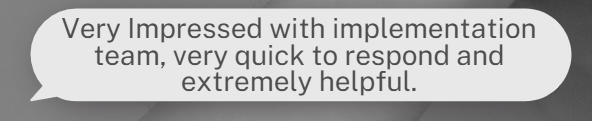 Very Impressed with implementation
team, very quick to respond and
extremely helpful.